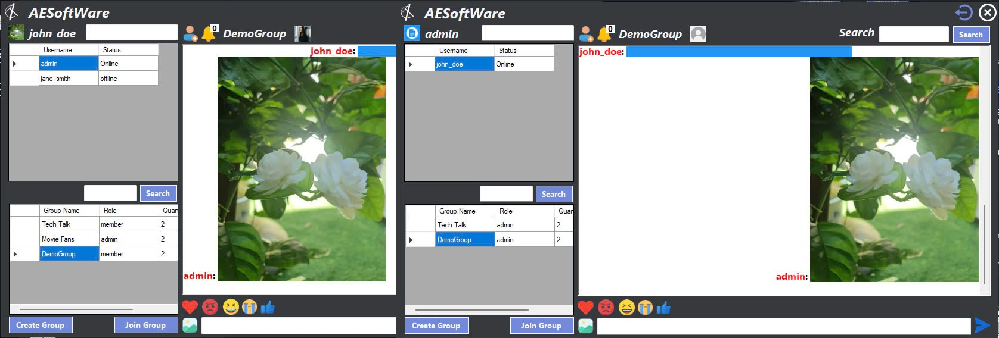 AESoftWare
john_doe
0
DemoGroup
Username Status
admin Online
jane_smith offline
Search
Group Name Role Quan
Tech Talk member 2
Movie Fans admin 2
DemoGroup member 2
Create Group Join Group
john_doe:
admin:
AESoftWare
admin
0
DemoGroup
Search
Search
Username Status
john_doe Online
Search
Group Name Role Quan
Tech Talk admin 2
DemoGroup admin 2
Create Group Join Group
john_doe:
admin: